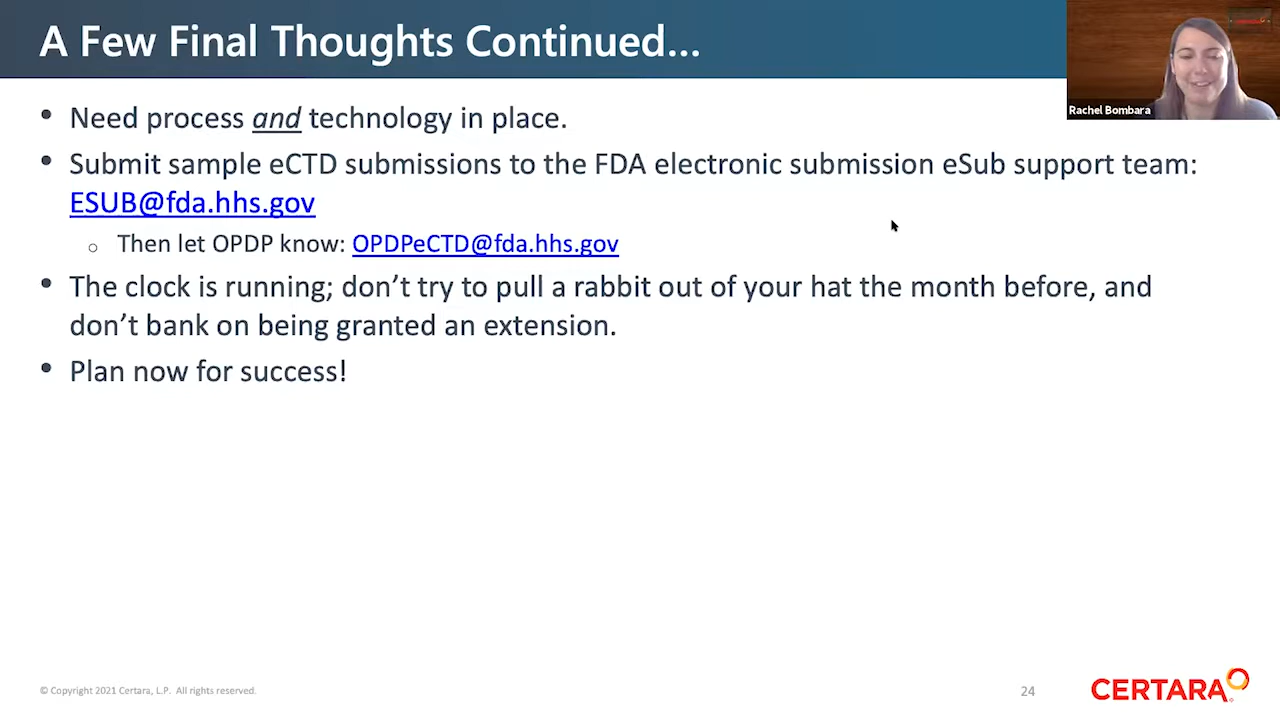 A Few Final Thoughts Continued...
Rachel Bombara
• Need process and technology in place.
• Submit sample eCTD submissions to the FDA electronic submission eSub support team:
ESUB@fda.hhs.gov
○ Then let OPDP know: OPDPeCTD@fda.hhs.gov
• The clock is running; don’t try to pull a rabbit out of your hat the month before, and
don’t bank on being granted an extension.
• Plan now for success!
© Copyright 2021 Certara, L.P. All rights reserved.
24
CERTARA